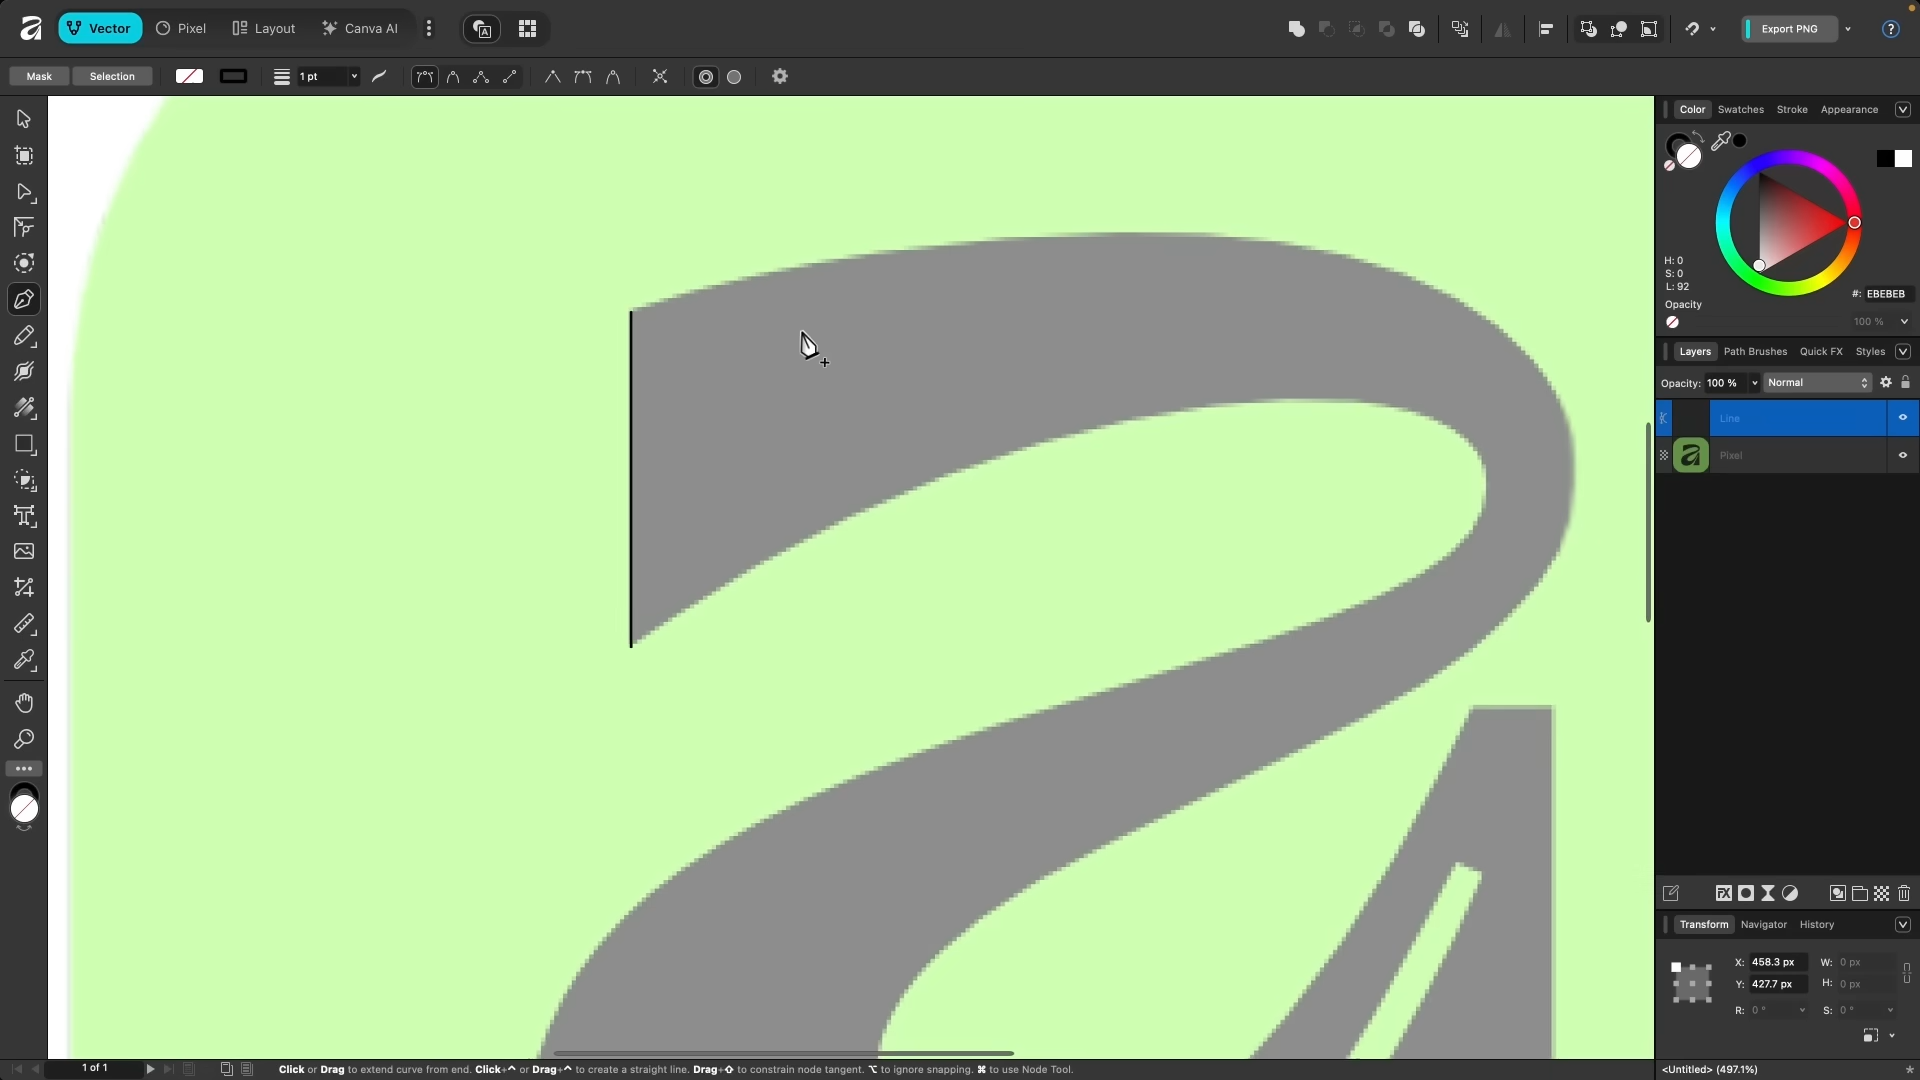 Vector
Pixel
Layout
Canva AI
Export PNG
?
Mask
Selection
1 pt
Color
Swatches
Stroke
Appearance
H: 0
S: 0
L: 92
#: EBEBEB
Opacity
100 %
Layers
Path Brushes
Quick FX
Styles
Opacity: 100 %
Normal
Line
Pixel
Transform
Navigator
History
X: 458.3 px
W: 0 px
Y: 427.7 px
H: 0 px
R: 0 °
S: 0 °
1 of 1
Click or Drag to extend curve from end. Click+⌃ or Drag+⌃ to create a straight line. Drag+⇧ to constrain node tangent. ⌥ to ignore snapping. ⌘ to use Node Tool.
<Untitled> (497.1%)